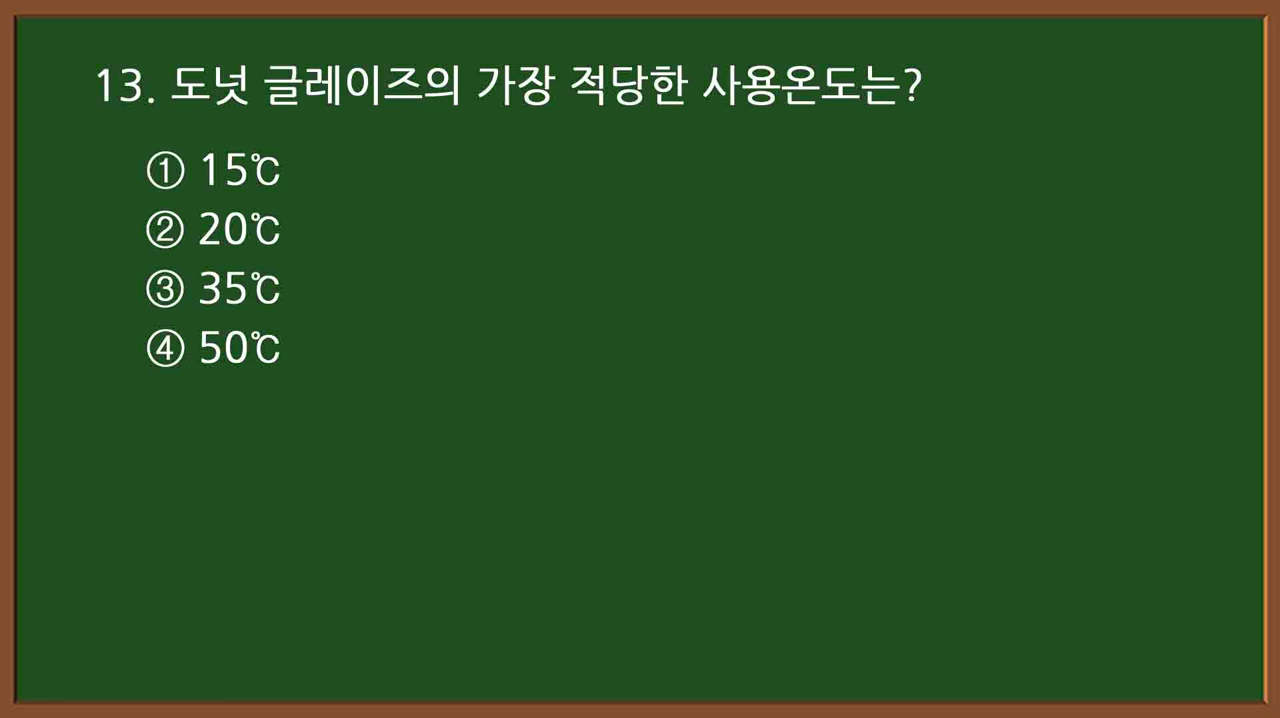 13. 도넛 글레이즈의 가장 적당한 사용온도는?
① 15℃
② 20℃
③ 35℃
④ 50℃